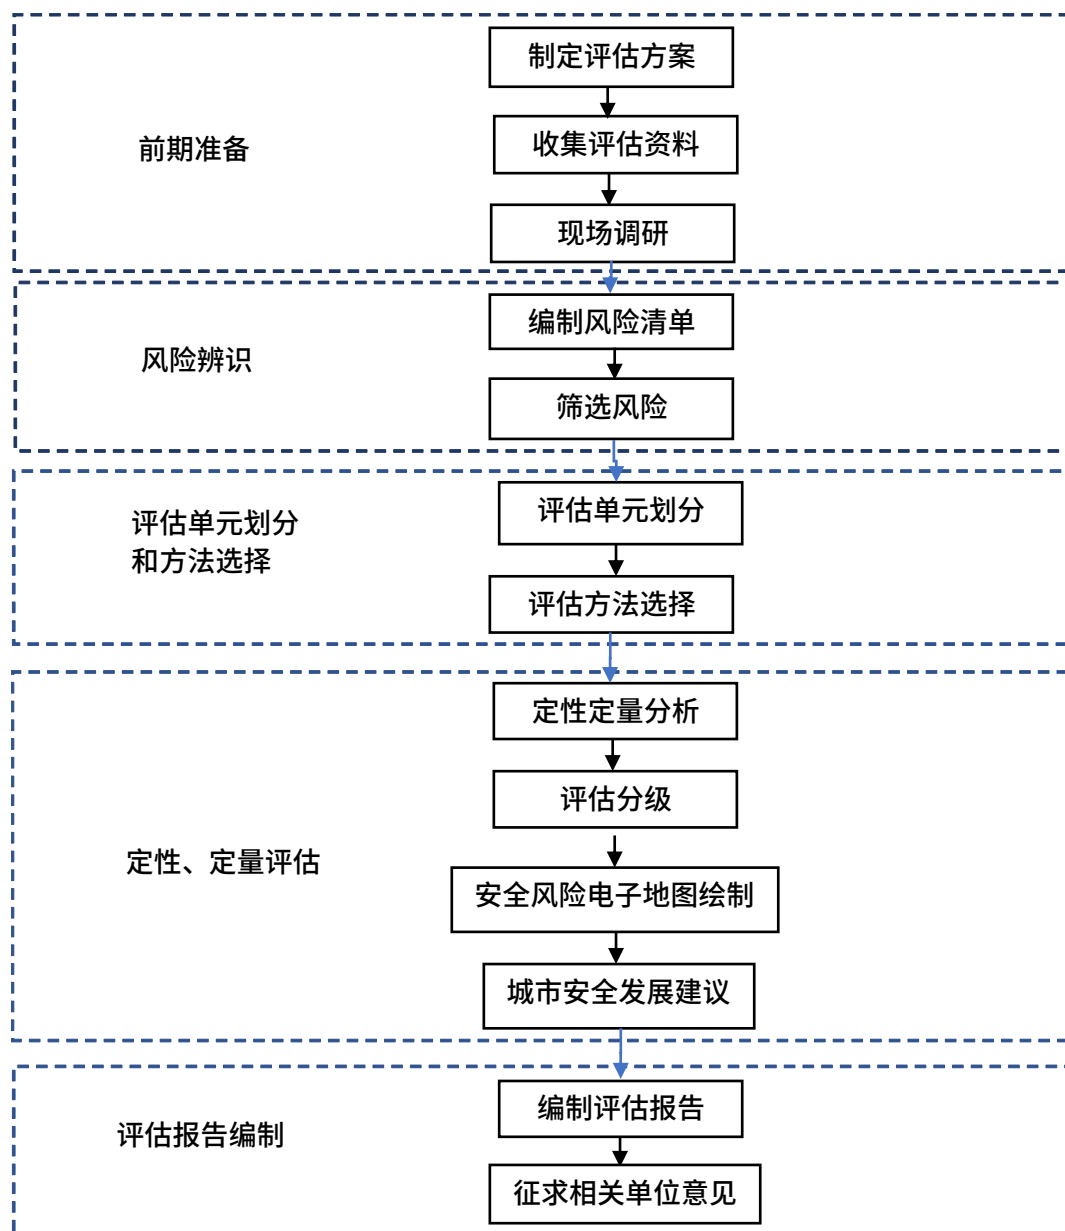 制定评估方案
前期准备
收集评估资料
现场调研
编制风险清单
风险辨识
筛选风险
评估单元划分
和方法选择
评估单元划分
评估方法选择
定性定量分析
评估分级
定性、定量评估
安全风险电子地图绘制
城市安全发展建议
编制评估报告
评估报告编制
征求相关单位意见